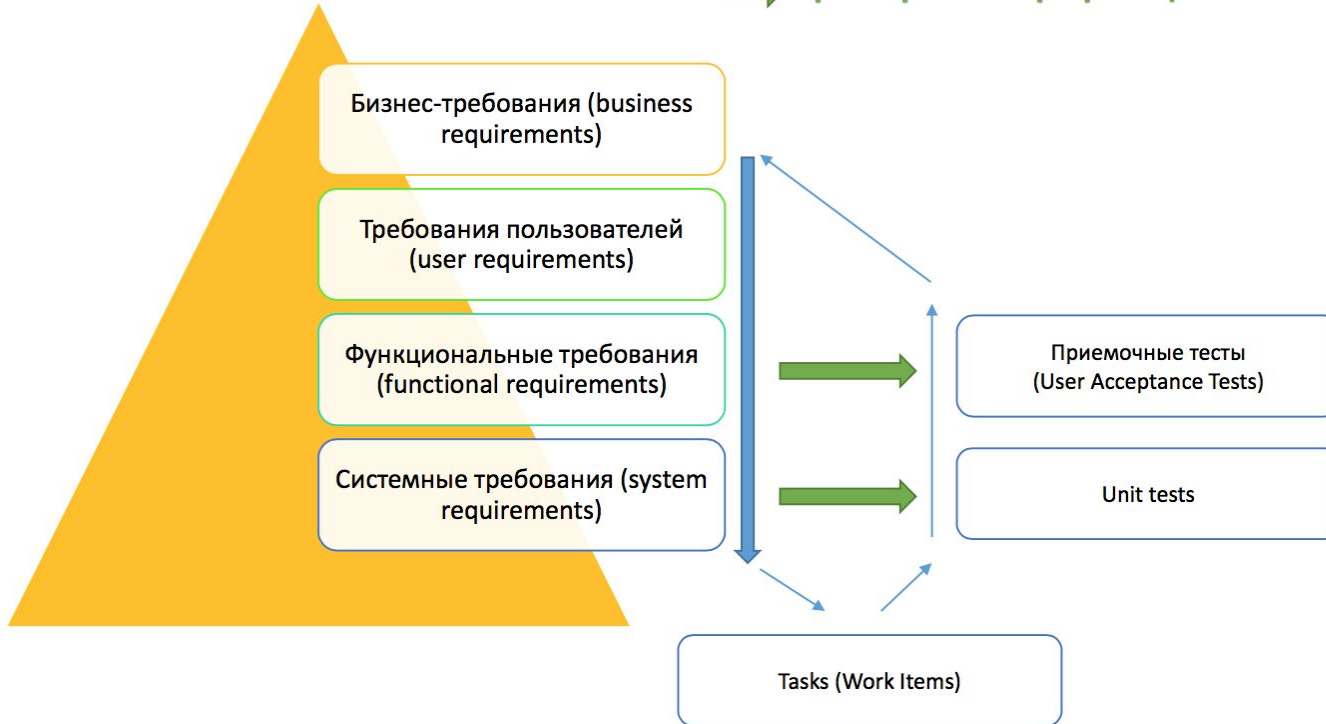 Бизнес-требования (business
requirements)
Требования пользователей
(user requirements)
Функциональные требования
(functional requirements)
Системные требования (system
requirements)
Приемочные тесты
(User Acceptance Tests)
Unit tests
Tasks (Work Items)